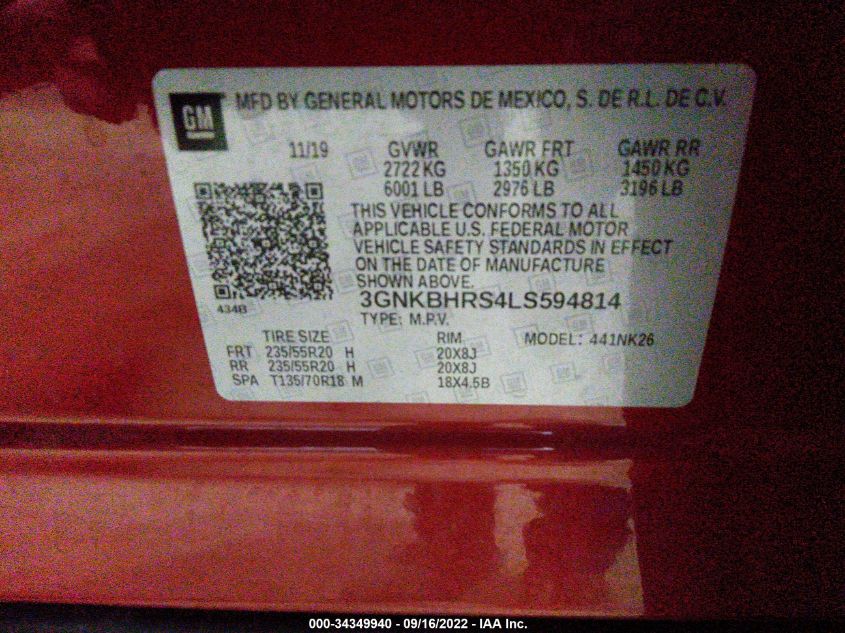 GM MFD BY GENERAL MOTORS DE MEXICO, S. DE R.L. DE C.V.
11/19 GVWR GAWR FRT GAWR RR
2722 KG 1350 KG 1450 KG
6001 LB 2976 LB 3196 LB
THIS VEHICLE CONFORMS TO ALL
APPLICABLE U.S. FEDERAL MOTOR
VEHICLE SAFETY STANDARDS IN EFFECT
ON THE DATE OF MANUFACTURE
SHOWN ABOVE.
434B 3GNKBHRS4LS594814
TYPE: M.P.V.
TIRE SIZE RIM MODEL: 441NK26
FRT 235/55R20 H 20X8J
RR 235/55R20 H 20X8J
SPA T135/70R18 M 18X4.5B
000-34349940 - 09/16/2022 - IAA Inc.